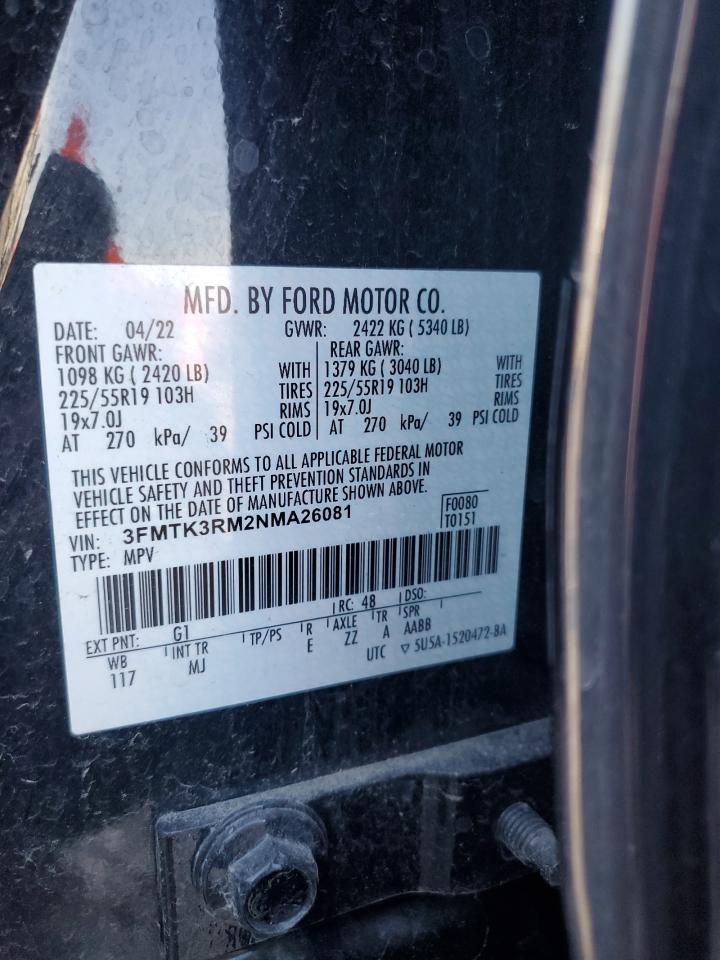 MFD. BY FORD MOTOR CO.
DATE: 04/22 GVWR: 2422 KG ( 5340 LB)
FRONT GAWR: REAR GAWR:
1098 KG ( 2420 LB) WITH 1379 KG ( 3040 LB) WITH
225/55R19 103H TIRES 225/55R19 103H TIRES
19x7.0J RIMS 19x7.0J RIMS
AT 270 kPa/ 39 PSI COLD AT 270 kPa/ 39 PSI COLD
THIS VEHICLE CONFORMS TO ALL APPLICABLE FEDERAL MOTOR
VEHICLE SAFETY AND THEFT PREVENTION STANDARDS IN
EFFECT ON THE DATE OF MANUFACTURE SHOWN ABOVE.
VIN: 3FMTK3RM2NMA26081 F0080
TYPE: MPV T0151
EXT PNT: G1 RC: 48 DSO:
WB INT TR TP/PS R AXLE TR SPR
117 MJ E ZZ A AABB
UTC ▽ 5U5A-1520472-BA